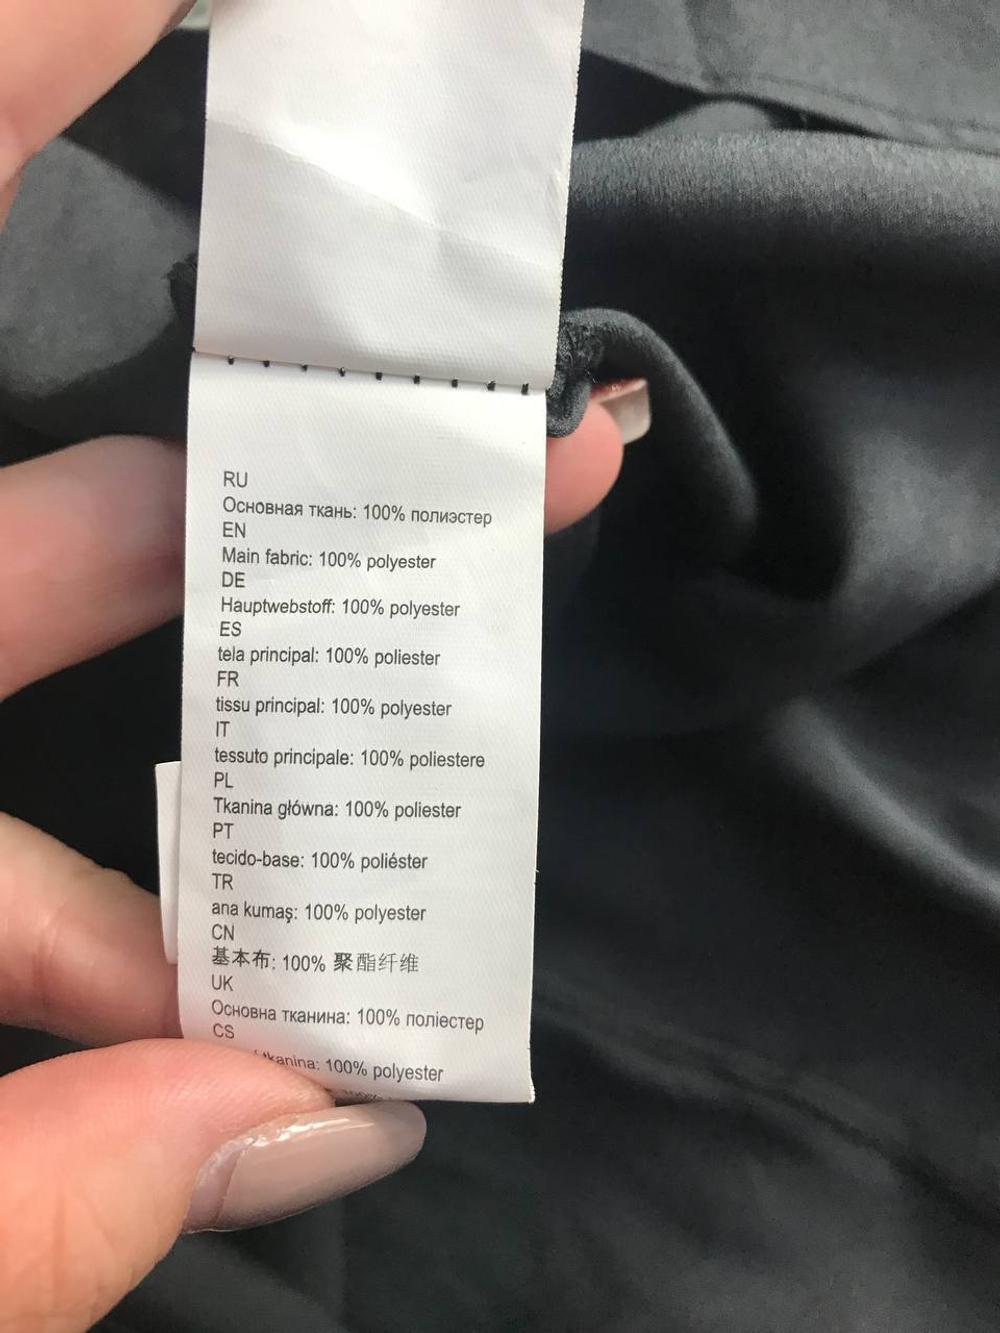 RU
Основная ткань: 100% полиэстер
EN
Main fabric: 100% polyester
DE
Hauptwebstoff: 100% polyester
ES
tela principal: 100% poliester
FR
tissu principal: 100% polyester
IT
tessuto principale: 100% poliestere
PL
Tkanina główna: 100% poliester
PT
tecido-base: 100% poliéster
TR
ana kumaş: 100% polyester
CN
基本布: 100% 聚酯纤维
UK
Основна тканина: 100% поліестер
CS
tkanina: 100% polyester